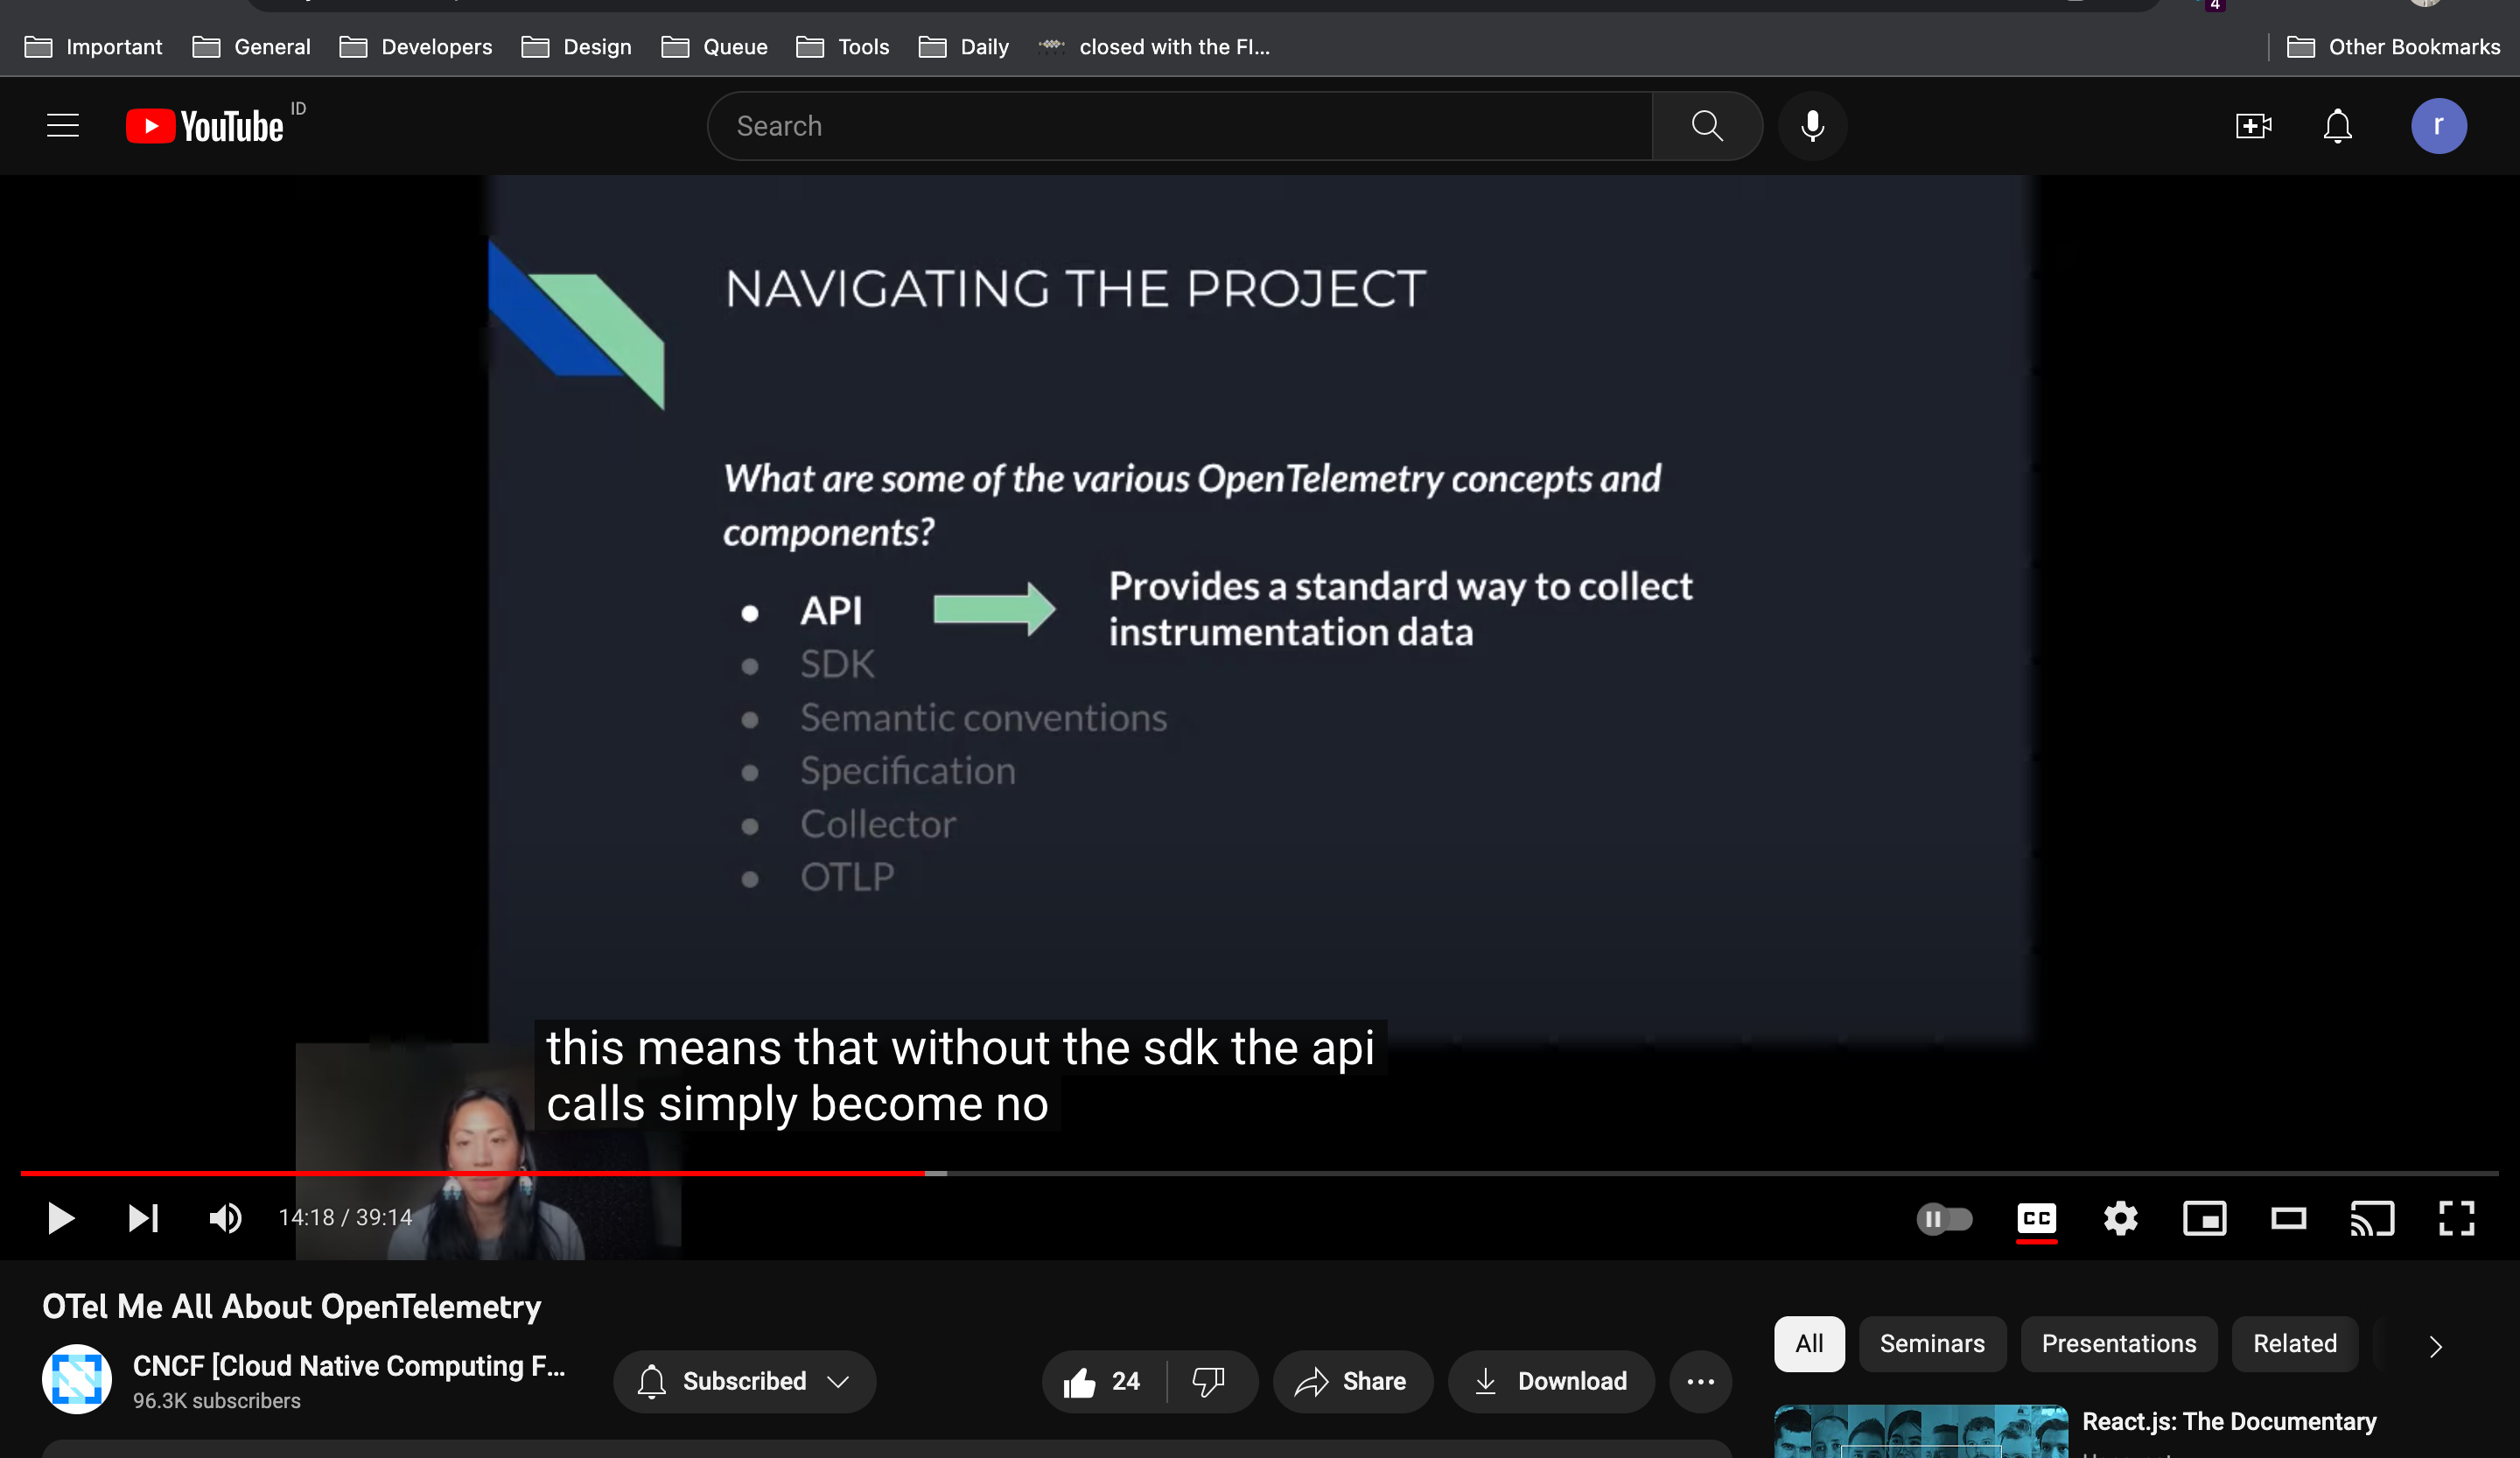 4
Important
General
Developers
Design
Queue
Tools
Daily
closed with the Fl...
Other Bookmarks
YouTube ID
Search
r
NAVIGATING THE PROJECT
What are some of the various OpenTelemetry concepts and
components?
API
Provides a standard way to collect
instrumentation data
SDK
Semantic conventions
Specification
Collector
OTLP
this means that without the sdk the api
calls simply become no
14:18 / 39:14
CC
OTel Me All About OpenTelemetry
CNCF [Cloud Native Computing F...
96.3K subscribers
Subscribed
24
Share
Download
All
Seminars
Presentations
Related
React.js: The Documentary